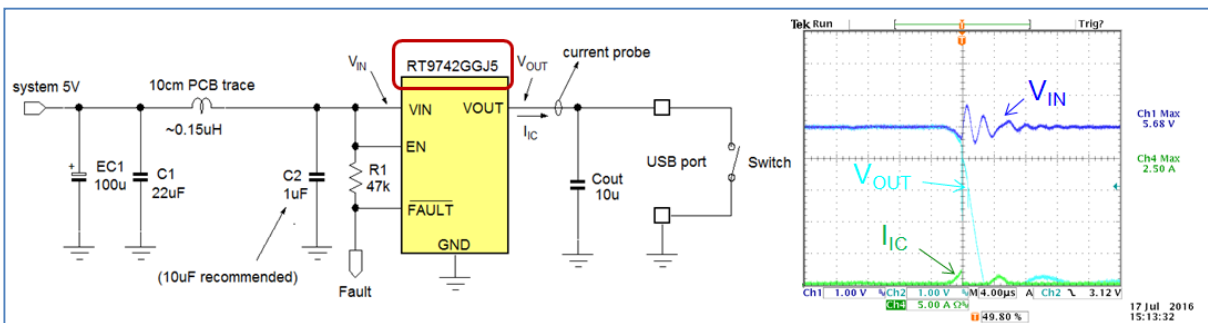 system 5V
10cm PCB trace
~0.15uH
+
EC1
100u
C1
22uF
C2
1uF
(10uF recommended)
VIN
R1
47k
Fault
RT9742GGJ5
VIN
VOUT
EN
FAULT
GND
VOUT
current probe
IIC
Cout
10u
USB port
Switch
Tek Run
Trig?
T
VIN
VOUT
IIC
Ch1 Max
5.68 V
Ch4 Max
2.50 A
Ch1 1.00 V Ch2 1.00 V M 4.00µs A Ch2 3.12 V
Ch4 5.00 A Ω
T 49.80 %
17 Jul 2016
15:13:32